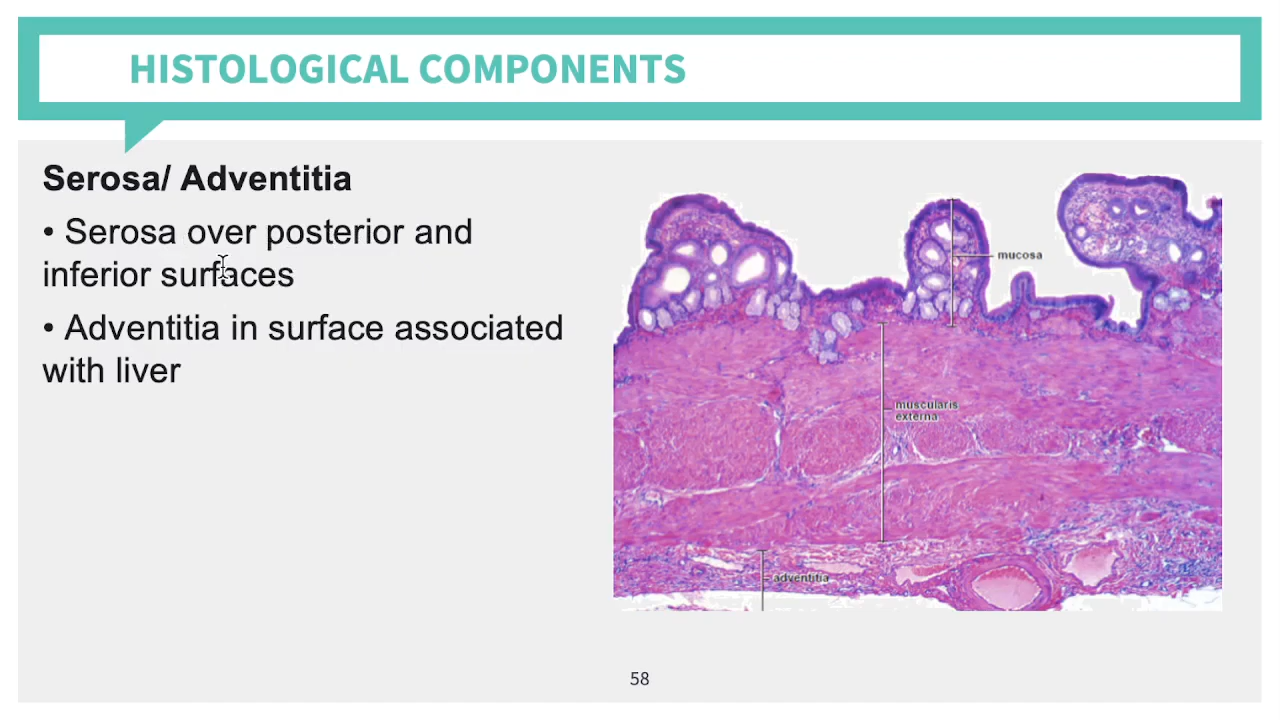 HISTOLOGICAL COMPONENTS
Serosa/ Adventitia
• Serosa over posterior and
inferior surfaces
• Adventitia in surface associated
with liver
mucosa
muscularis
externa
adventitia
58